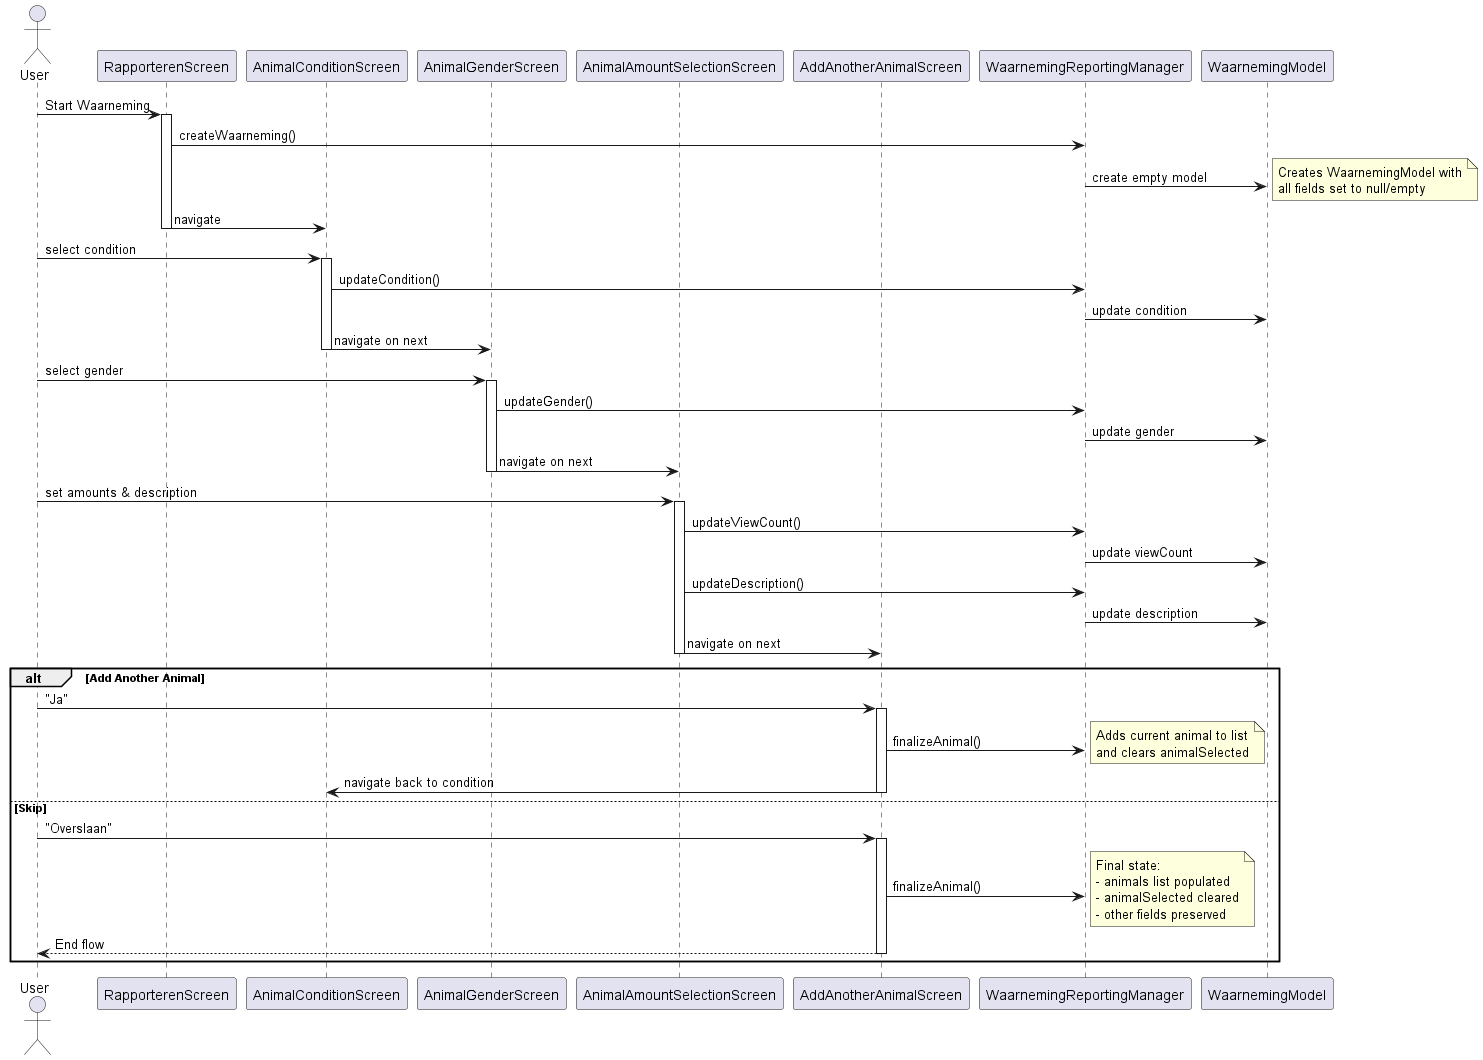 User
RapporterenScreen
AnimalConditionScreen
AnimalGenderScreen
AnimalAmountSelectionScreen
AddAnotherAnimalScreen
WaarnemingReportingManager
WaarnemingModel
Start Waarneming
createWaarneming()
create empty model
Creates WaarnemingModel with
all fields set to null/empty
navigate
select condition
updateCondition()
update condition
navigate on next
select gender
updateGender()
update gender
navigate on next
set amounts & description
updateViewCount()
update viewCount
updateDescription()
update description
navigate on next
alt
[Add Another Animal]
"Ja"
finalizeAnimal()
Adds current animal to list
and clears animalSelected
navigate back to condition
[Skip]
"Overslaan"
finalizeAnimal()
Final state:
- animals list populated
- animalSelected cleared
- other fields preserved
End flow
User
RapporterenScreen
AnimalConditionScreen
AnimalGenderScreen
AnimalAmountSelectionScreen
AddAnotherAnimalScreen
WaarnemingReportingManager
WaarnemingModel